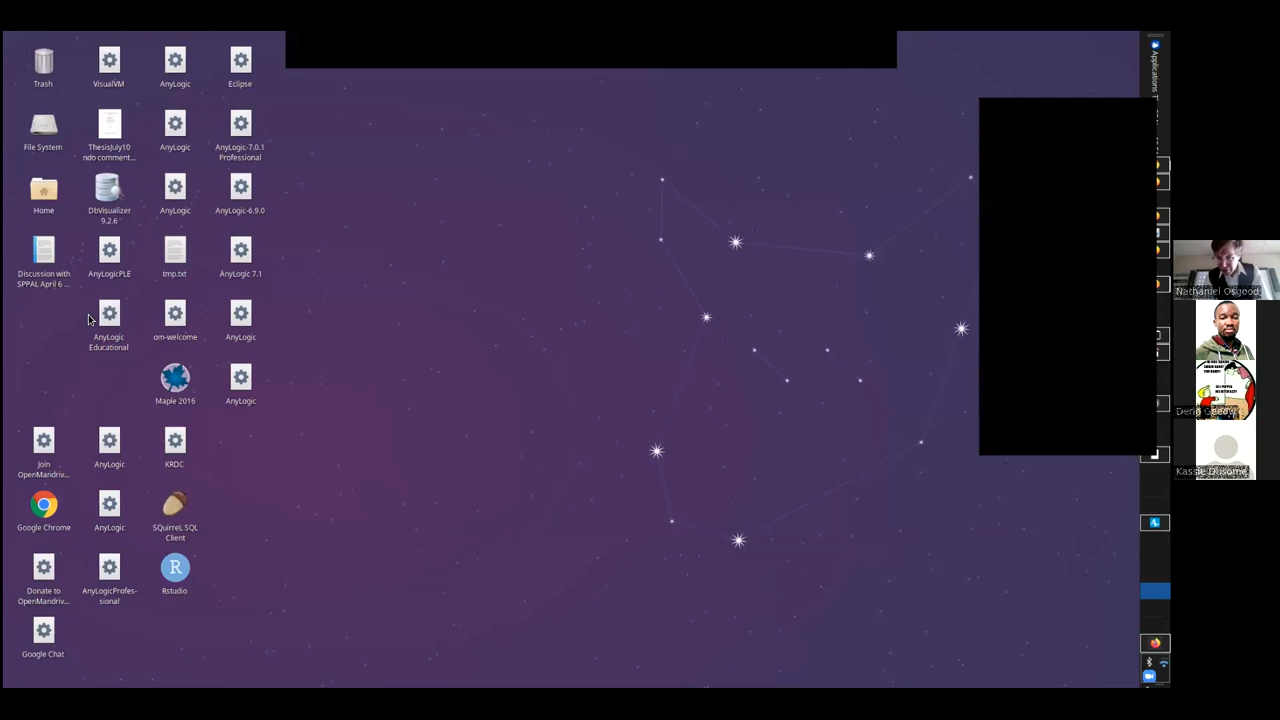 Trash
VisualVM
AnyLogic
Eclipse
File System
ThesisJuly10
ndo comment...
AnyLogic
AnyLogic-7.0.1
Professional
Home
DbVisualizer
9.2.6
AnyLogic
AnyLogic-6.9.0
Discussion with
SPPAL April 6 ...
AnyLogicPLE
tmp.txt
AnyLogic 7.1
AnyLogic
Educational
om-welcome
AnyLogic
Maple 2016
AnyLogic
Join
OpenMandriv...
AnyLogic
KRDC
Google Chrome
AnyLogic
SQuirreL SQL
Client
Donate to
OpenMandriv...
AnyLogicProfes-
sional
R
Rstudio
Google Chat
Applications
Nathaniel Osgood
Kassie Dusome